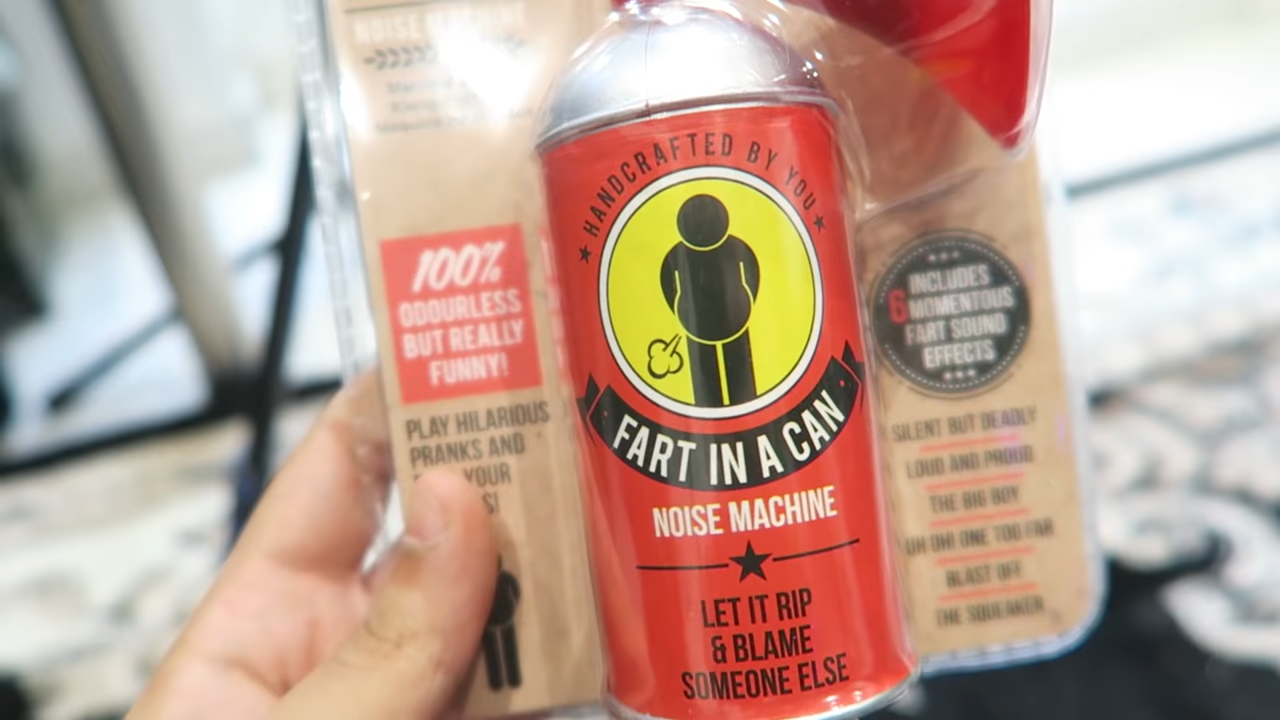 NOISE MACHINE
100%
ODOURLESS
BUT REALLY
FUNNY!
PLAY HILARIOUS
PRANKS AND
YOUR
HANDCRAFTED BY YOU
FART IN A CAN
NOISE MACHINE
LET IT RIP
& BLAME
SOMEONE ELSE
INCLUDES
6 MOMENTOUS
FART SOUND
EFFECTS
SILENT BUT DEADLY
LOUD AND PROUD
THE BIG BOY
UH OH! ONE TOO FAR
BLAST OFF
THE SQUEAKER